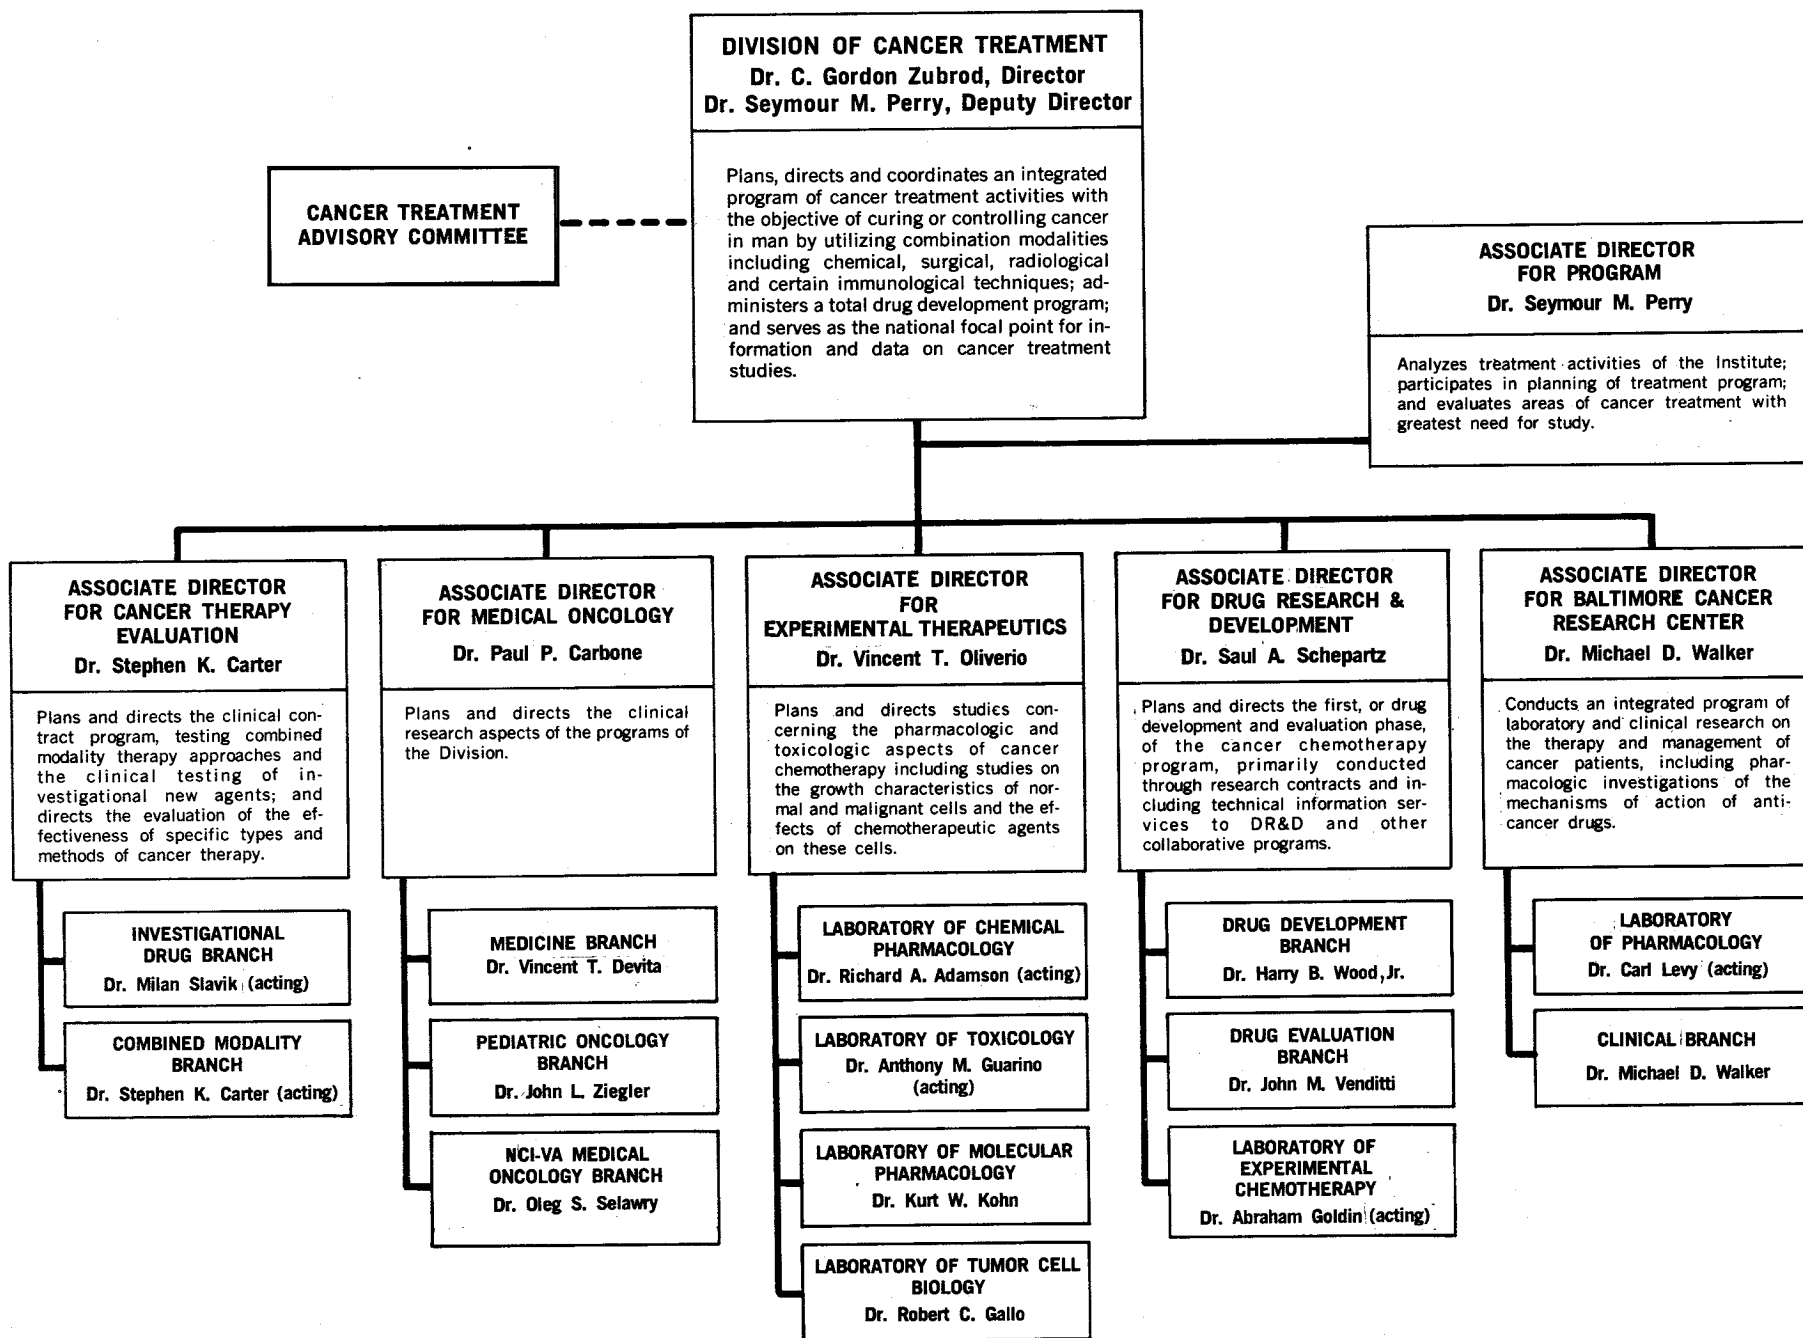 DIVISION OF CANCER TREATMENT
Dr. C. Gordon Zubrod, Director
Dr. Seymour M. Perry, Deputy Director
Plans, directs and coordinates an integrated
program of cancer treatment activities with
the objective of curing or controlling cancer
in man by utilizing combination modalities
including chemical, surgical, radiological
and certain immunological techniques; ad-
ministers a total drug development program;
and serves as the national focal point for in-
formation and data on cancer treatment
studies.
CANCER TREATMENT
ADVISORY COMMITTEE
ASSOCIATE DIRECTOR
FOR PROGRAM
Dr. Seymour M. Perry
Analyzes treatment activities of the Institute;
participates in planning of treatment program;
and evaluates areas of cancer treatment with
greatest need for study.
ASSOCIATE DIRECTOR
FOR CANCER THERAPY
EVALUATION
Dr. Stephen K. Carter
Plans and directs the clinical con-
tract program, testing combined
modality therapy approaches and
the clinical testing of in-
vestigational new agents; and
directs the evaluation of the ef-
fectiveness of specific types and
methods of cancer therapy.
INVESTIGATIONAL
DRUG BRANCH
Dr. Milan Slavik (acting)
COMBINED MODALITY
BRANCH
Dr. Stephen K. Carter (acting)
ASSOCIATE DIRECTOR
FOR MEDICAL ONCOLOGY
Dr. Paul P. Carbone
Plans and directs the clinical
research aspects of the programs of
the Division.
MEDICINE BRANCH
Dr. Vincent T. Devita
PEDIATRIC ONCOLOGY
BRANCH
Dr. John L. Ziegler
NCI-VA MEDICAL
ONCOLOGY BRANCH
Dr. Oleg S. Selawry
ASSOCIATE DIRECTOR
FOR
EXPERIMENTAL THERAPEUTICS
Dr. Vincent T. Oliverio
Plans and directs studies con-
cerning the pharmacologic and
toxicologic aspects of cancer
chemotherapy including studies on
the growth characteristics of nor-
mal and malignant cells and the ef-
fects of chemotherapeutic agents
on these cells.
LABORATORY OF CHEMICAL
PHARMACOLOGY
Dr. Richard A. Adamson (acting)
LABORATORY OF TOXICOLOGY
Dr. Anthony M. Guarino
(acting)
LABORATORY OF MOLECULAR
PHARMACOLOGY
Dr. Kurt W. Kohn
LABORATORY OF TUMOR CELL
BIOLOGY
Dr. Robert C. Gallo
ASSOCIATE DIRECTOR
FOR DRUG RESEARCH &
DEVELOPMENT
Dr. Saul A. Schepartz
Plans and directs the first, or drug
development and evaluation phase,
of the cancer chemotherapy
program, primarily conducted
through research contracts and in-
cluding technical information ser-
vices to DR&D and other
collaborative programs.
DRUG DEVELOPMENT
BRANCH
Dr. Harry B. Wood, Jr.
DRUG EVALUATION
BRANCH
Dr. John M. Venditti
LABORATORY OF
EXPERIMENTAL
CHEMOTHERAPY
Dr. Abraham Goldin (acting)
ASSOCIATE DIRECTOR
FOR BALTIMORE CANCER
RESEARCH CENTER
Dr. Michael D. Walker
Conducts an integrated program of
laboratory and clinical research on
the therapy and management of
cancer patients, including phar-
macologic investigations of the
mechanisms of action of anti-
cancer drugs.
LABORATORY
OF PHARMACOLOGY
Dr. Carl Levy (acting)
CLINICAL BRANCH
Dr. Michael D. Walker